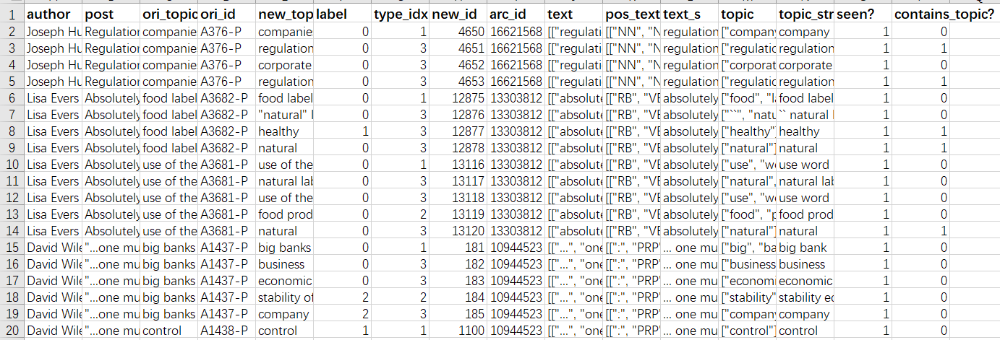 1 author post ori_topic ori_id new_top label type_idx new_id arc_id text pos_text text_s topic topic_str seen? contains_topic?
2 Joseph Hu Regulation companie A376-P companie 0 1 4650 16621568 [["regulati [["NN", "N regulation ["company company 1 0
3 Joseph Hu Regulation companie A376-P regulation 0 3 4651 16621568 [["regulati [["NN", "N regulation ["regulatic regulation 1 1
4 Joseph Hu Regulation companie A376-P corporate 0 3 4652 16621568 [["regulati [["NN", "N regulation ["corporat corporate 1 0
5 Joseph Hu Regulation companie A376-P regulation 0 3 4653 16621568 [["regulati [["NN", "N regulation ["regulatic regulation 1 1
6 Lisa Evers Absolutely food label A3682-P food label 0 1 12875 13303812 [["absolute [["RB", "VE absolutely ["food", "la food label 1 0
7 Lisa Evers Absolutely food label A3682-P "natural" l 0 3 12876 13303812 [["absolute [["RB", "VE absolutely ["``", "natu `` natural l 1 0
8 Lisa Evers Absolutely food label A3682-P healthy 1 3 12877 13303812 [["absolute [["RB", "VE absolutely ["healthy"] healthy 1 1
9 Lisa Evers Absolutely food label A3682-P natural 0 3 12878 13303812 [["absolute [["RB", "VE absolutely ["natural"] natural 1 1
10 Lisa Evers Absolutely use of the A3681-P use of the 0 1 13116 13303812 [["absolute [["RB", "VE absolutely ["use", "wo use word 1 0
11 Lisa Evers Absolutely use of the A3681-P natural lab 0 3 13117 13303812 [["absolute [["RB", "VE absolutely ["natural", natural lab 1 0
12 Lisa Evers Absolutely use of the A3681-P use of the 0 3 13118 13303812 [["absolute [["RB", "VE absolutely ["use", "wo use word 1 0
13 Lisa Evers Absolutely use of the A3681-P food prod 0 2 13119 13303812 [["absolute [["RB", "VE absolutely ["food", "p food prod 1 0
14 Lisa Evers Absolutely use of the A3681-P natural 0 3 13120 13303812 [["absolute [["RB", "VE absolutely ["natural"] natural 1 1
15 David Wile "...one mu big banks A1437-P big banks 0 1 181 10944523 [["...", "one [[":", "PRP" ... one mu ["big", "ba big bank 1 0
16 David Wile "...one mu big banks A1437-P business 0 3 182 10944523 [["...", "one [[":", "PRP" ... one mu ["business business 1 0
17 David Wile "...one mu big banks A1437-P economic 0 3 183 10944523 [["...", "one [[":", "PRP" ... one mu ["economi economic 1 0
18 David Wile "...one mu big banks A1437-P stability of 2 2 184 10944523 [["...", "one [[":", "PRP" ... one mu ["stability" stability ec 1 0
19 David Wile "...one mu big banks A1437-P company 2 3 185 10944523 [["...", "one [[":", "PRP" ... one mu ["company company 1 0
20 David Wile "...one mu control A1438-P control 1 1 1100 10944523 [["...", "one [[":", "PRP" ... one mu ["control"] control 1 0